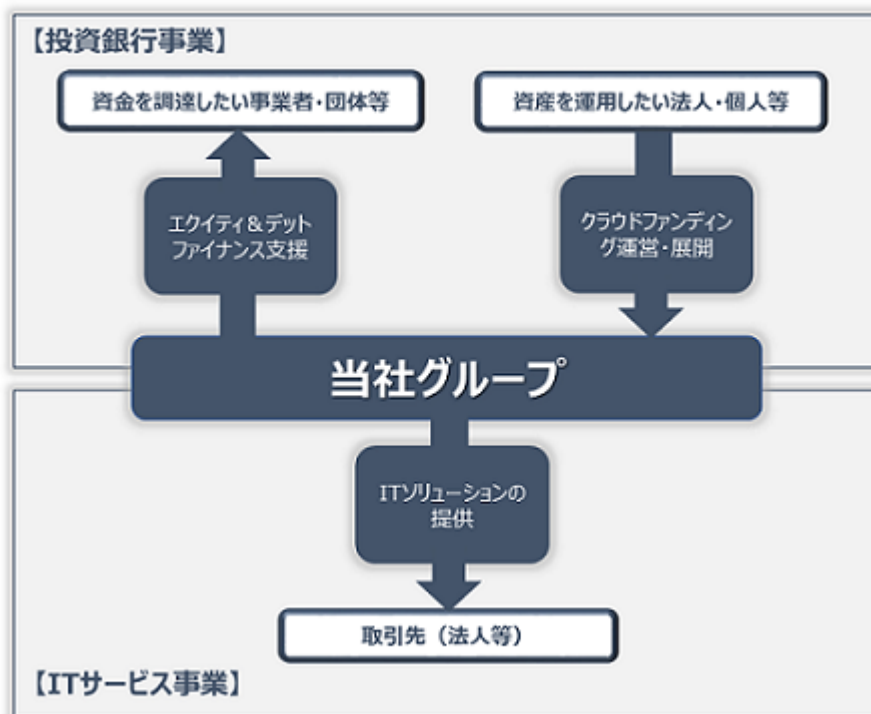 【投資銀行事業】
資金を調達したい事業者・団体等
資産を運用したい法人・個人等
エクイティ＆デット
ファイナンス支援
クラウドファンディン
グ運営・展開
当社グループ
ITソリューションの
提供
取引先（法人等）
【ITサービス事業】